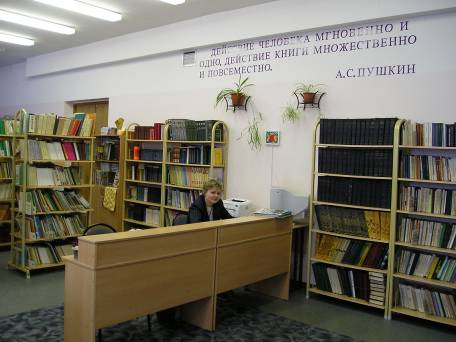 ДЕЙСТВИЕ ЧЕЛОВЕКА МГНОВЕННО И
ОДНО, ДЕЙСТВИЕ КНИГИ МНОЖЕСТВЕННО
И ПОВСЕМЕСТНО.
А.С.ПУШКИН